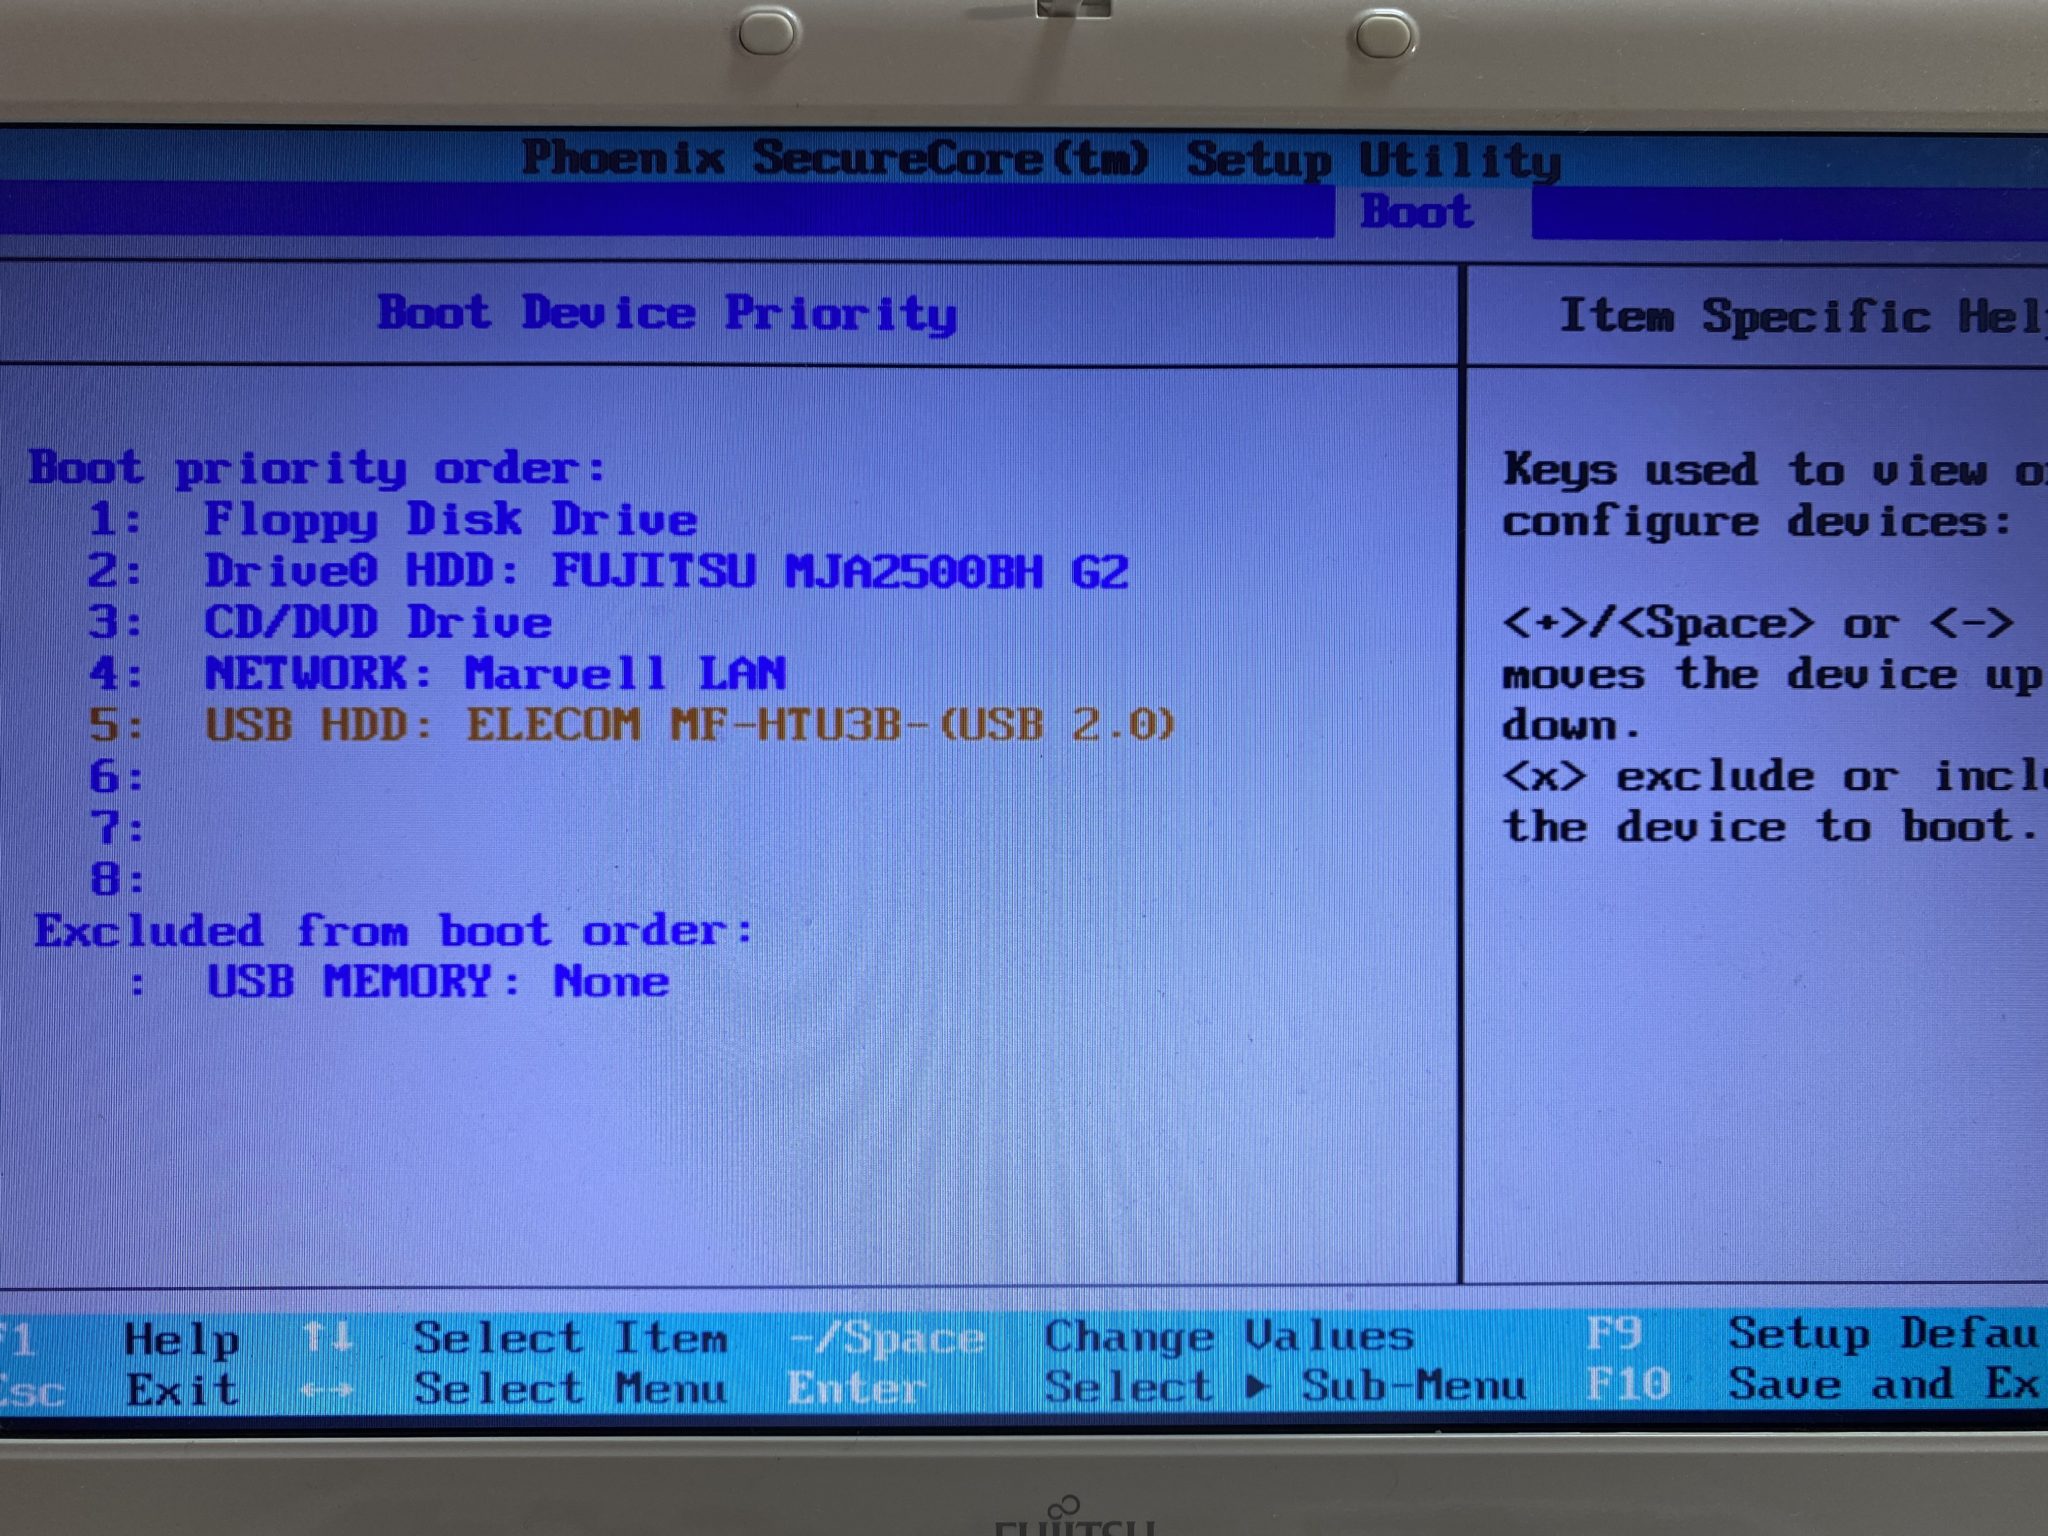 Phoenix SecureCore(tm) Setup Utility
Boot
Boot Device Priority
Item Specific
Boot priority order:
1: Floppy Disk Drive
2: Drive0 HDD: FUJITSU MJA2500BH G2
3: CD/DVD Drive
4: NETWORK: Marvell LAN
5: USB HDD: ELECOM MF-HTU3B-(USB 2.0)
6:
7:
8:
Excluded from boot order:
: USB MEMORY: None
Keys used to view
configure devices:
<+>/<Space> or <->
moves the device up
down.
<x> exclude or
the device to boot.
F1 Help ↑↓ Select Item -/Space Change Values F9 Setup
Esc Exit ←→ Select Menu Enter Select ▶ Sub-Menu F10 Save and
FUJITSU